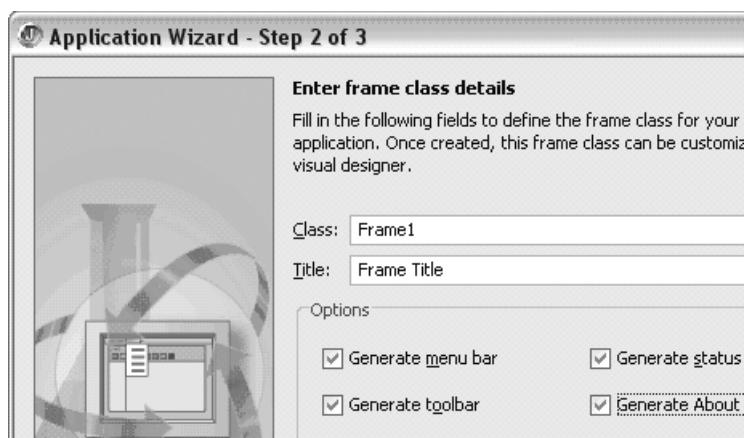 Application Wizard - Step 2 of 3
Enter frame class details
Fill in the following fields to define the frame class for your
application. Once created, this frame class can be customiz
visual designer.
Class: Frame1
Title: Frame Title
Options
Generate menu bar
Generate status
Generate toolbar
Generate About